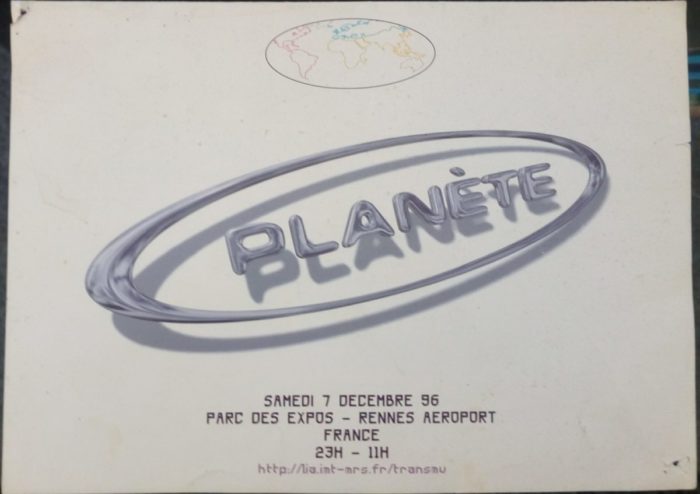 PLANÈTE
SAMEDI 7 DECEMBRE 96
PARC DES EXPOS - RENNES AEROPORT
FRANCE
23H - 11H
http://lia.imt-mrs.fr/transmu